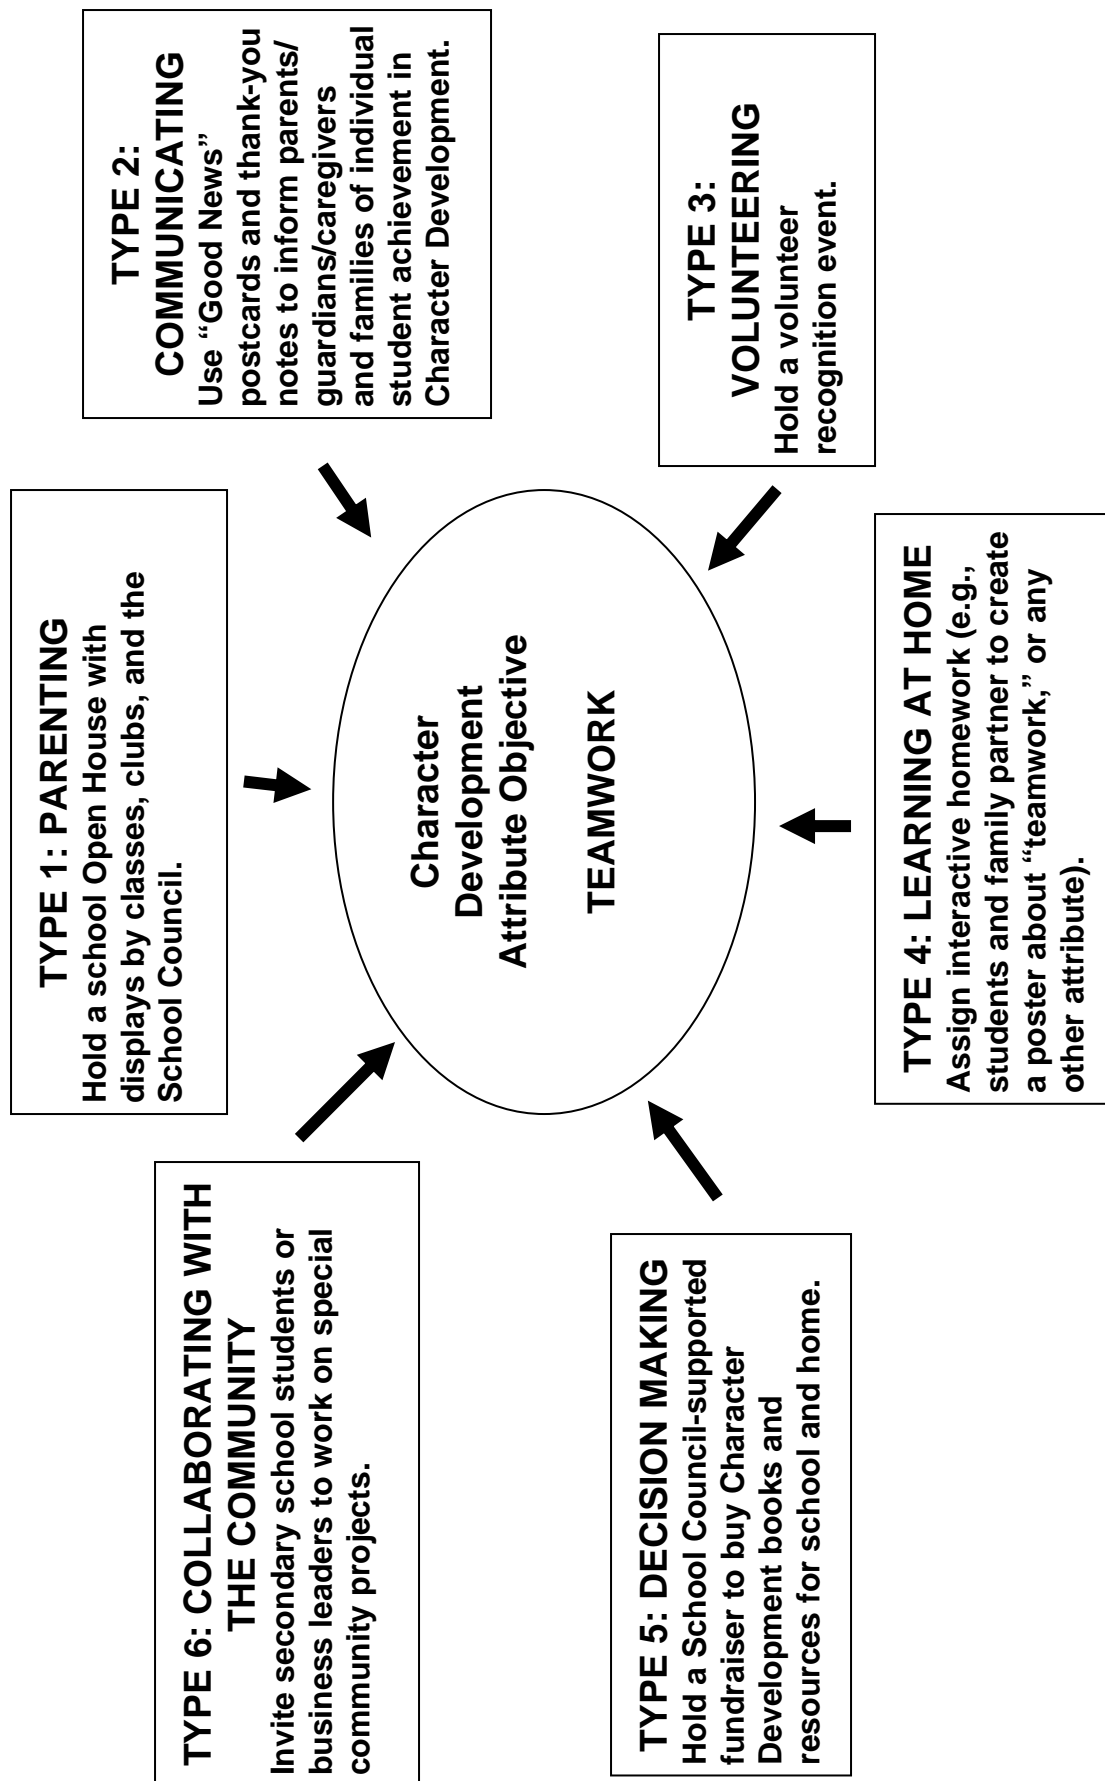 TYPE 1: PARENTING
Hold a school Open House with
displays by classes, clubs, and the
School Council.
TYPE 2:
COMMUNICATING
Use “Good News”
postcards and thank-you
notes to inform parents/
guardians/caregivers
and families of individual
student achievement in
Character Development.
TYPE 3:
VOLUNTEERING
Hold a volunteer
recognition event.
TYPE 4: LEARNING AT HOME
Assign interactive homework (e.g.,
students and family partner to create
a poster about “teamwork,” or any
other attribute).
TYPE 5: DECISION MAKING
Hold a School Council-supported
fundraiser to buy Character
Development books and
resources for school and home.
TYPE 6: COLLABORATING WITH
THE COMMUNITY
Invite secondary school students or
business leaders to work on special
community projects.
Character
Development
Attribute Objective
TEAMWORK